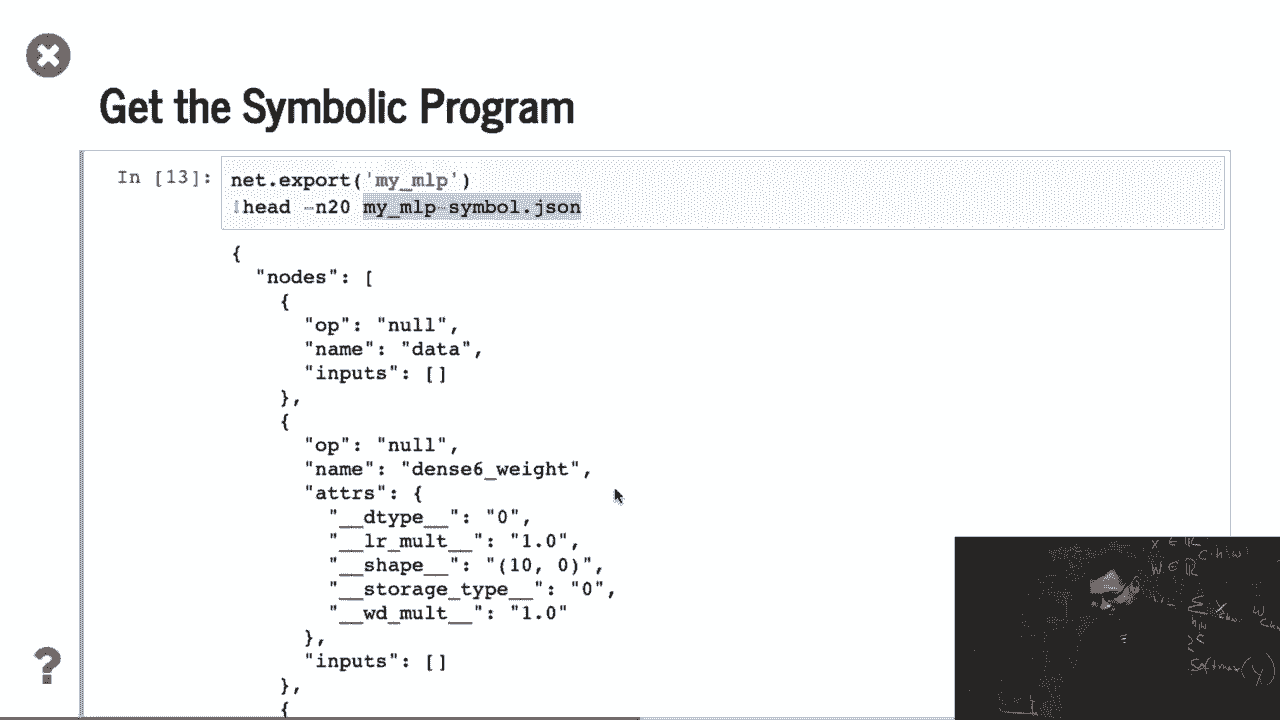 Get the Symbolic Program
In [13]:
net.export('my_mlp')
!head -n20 my_mlp-symbol.json
{
"nodes": [
{
"op": "null",
"name": "data",
"inputs": []
},
{
"op": "null",
"name": "dense6_weight",
"attrs": {
"__dtype__": "0",
"__lr_mult__": "1.0",
"__shape__": "(10, 0)",
"__storage_type__": "0",
"__wd_mult__": "1.0"
},
"inputs": []
},
{
?
Softmax(y)